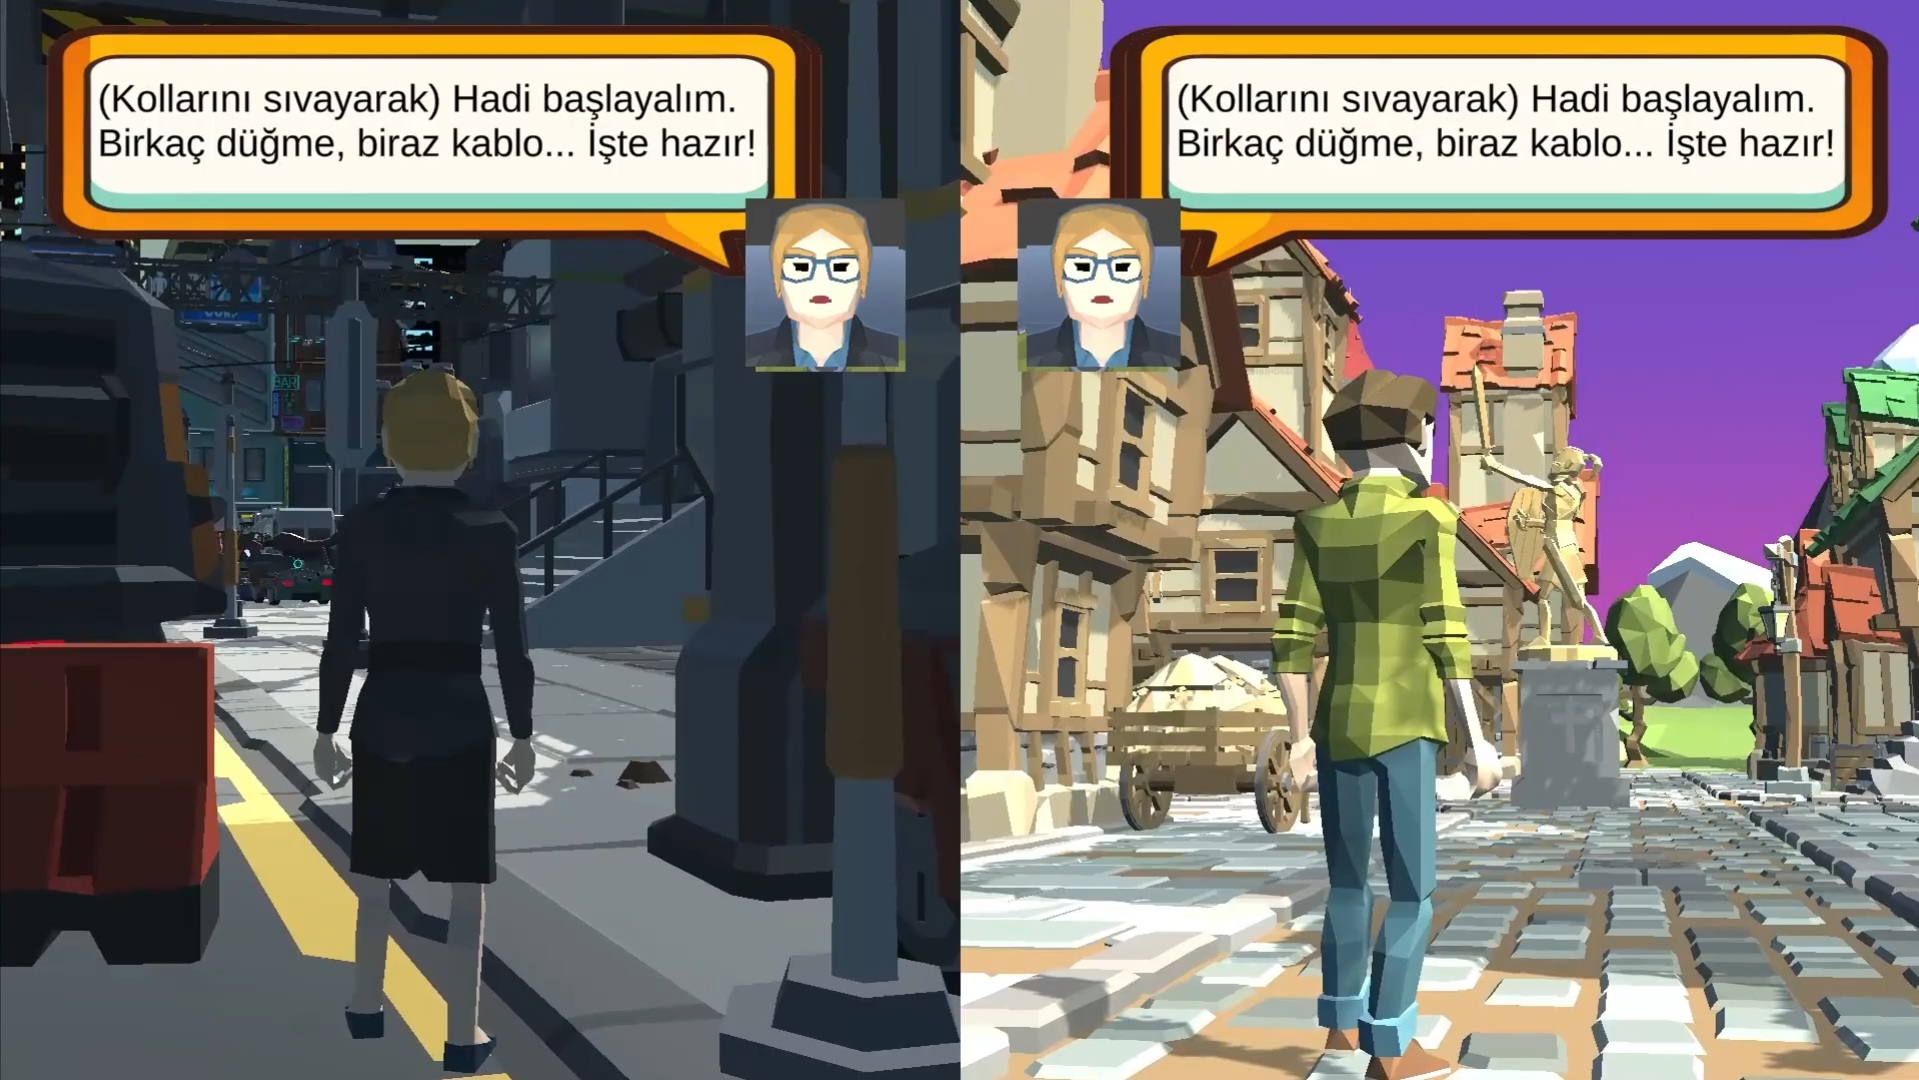 (Kollarını sıvayarak) Hadi başlayalım.
Birkaç düğme, biraz kablo... İşte hazır!
(Kollarını sıvayarak) Hadi başlayalım.
Birkaç düğme, biraz kablo... İşte hazır!
BAR